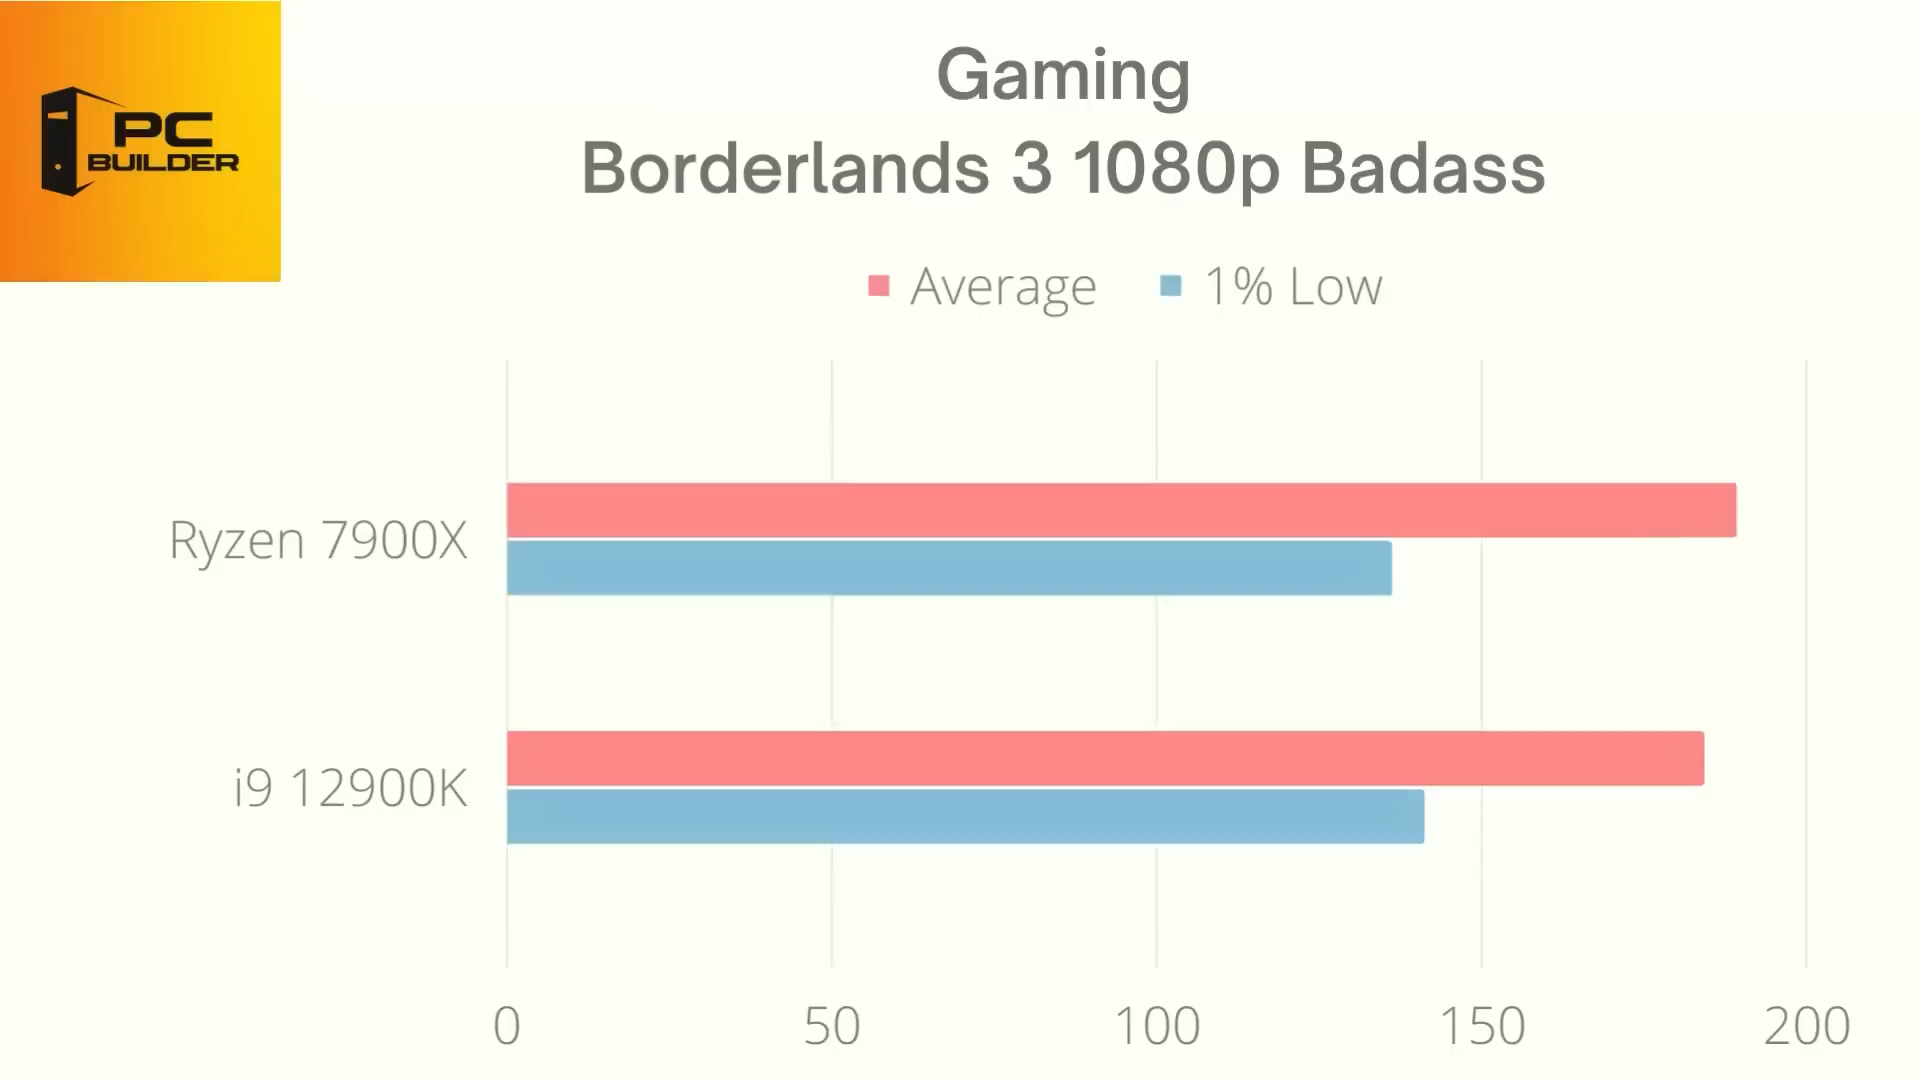 PC
BUILDER
Gaming
Borderlands 3 1080p Badass
Average
1% Low
Ryzen 7900X
i9 12900K
0 50 100 150 200